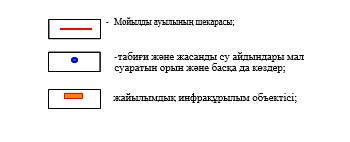 - Мойылды ауылының шекарасы;
-табиғи және жасанды су айдындары мал
суаратын орын және басқа да көздер;
жайылымдық инфрақұрылым объектісі;